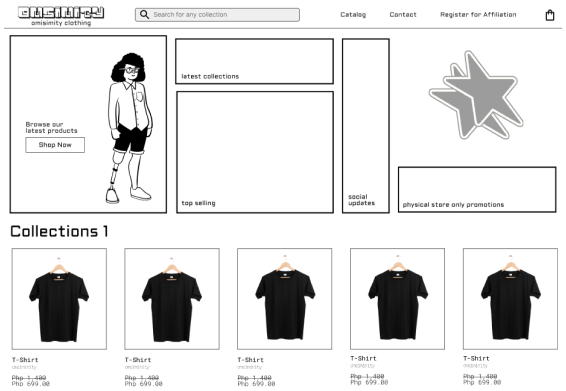 omisimity
omisimity clothing
Search for any collection
Catalog
Contact
Register for Affiliation
Browse our
latest products
Shop Now
latest collections
top selling
social
updates
physical store only promotions
Collections 1
T-Shirt
omisimity
Php 1,400
Php 699.00
T-Shirt
omisimity
Php 1,400
Php 699.00
T-Shirt
omisimity
Php 1,400
Php 699.00
T-Shirt
omisimity
Php 1,400
Php 699.00
T-Shirt
omisimity
Php 1,400
Php 699.00